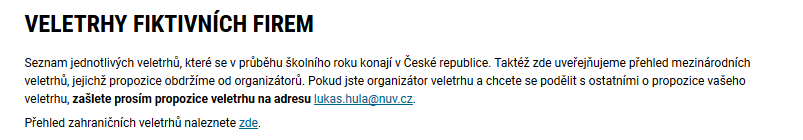 VELETRHY FIKTIVNÍCH FIREM
Seznam jednotlivých veletrhů, které se v průběhu školního roku konají v České republice. Taktéž zde uveřejňujeme přehled mezinárodních
veletrhů, jejichž propozice obdržíme od organizátorů. Pokud jste organizátor veletrhu a chcete se podělit s ostatními o propozice vašeho
veletrhu, zašlete prosím propozice veletrhu na adresu lukas.hula@nuv.cz.
Přehled zahraničních veletrhů naleznete zde.